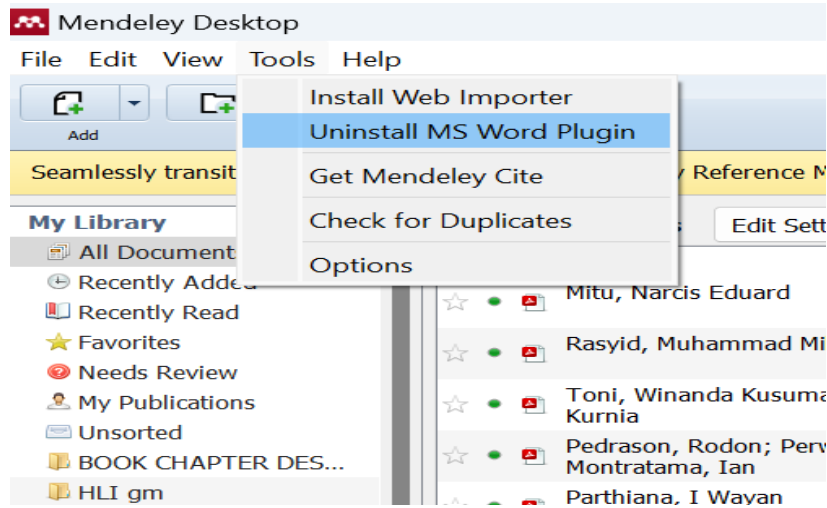 Mendeley Desktop
File Edit View Tools Help
Install Web Importer
Uninstall MS Word Plugin
Get Mendeley Cite
Check for Duplicates
Options
Add
Seamlessly transit
Reference M
Edit Sett
My Library
All Document
Recently Added
Recently Read
Favorites
Needs Review
My Publications
Unsorted
BOOK CHAPTER DES...
HLI gm
Mitu, Narcis Eduard
Rasyid, Muhammad Mi
Toni, Winanda Kusuma
Kurnia
Pedrason, Rodon; Perw
Montratama, Ian
Parthiana, I Wayan